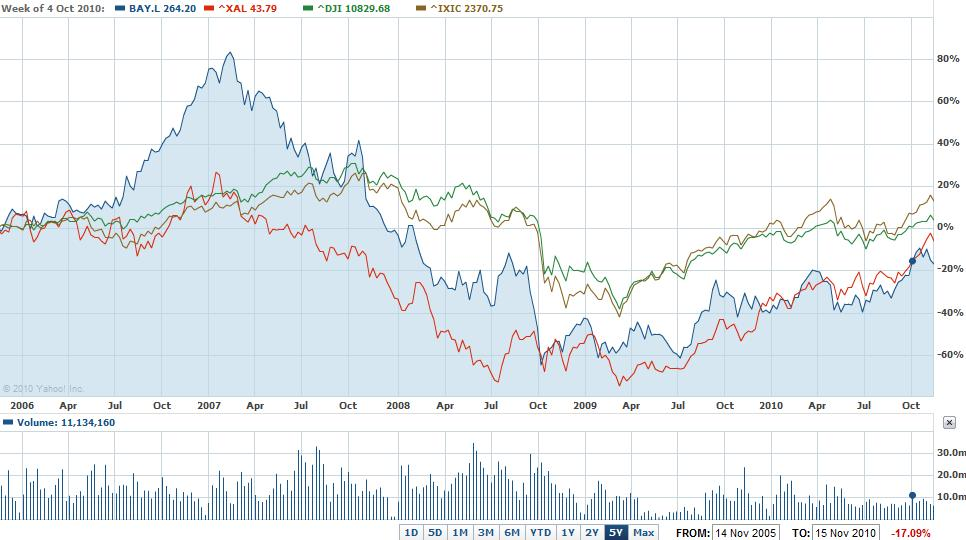 Week of 4 Oct 2010: BAY.L 264.20 ^XAL 43.79 ^DJI 10829.68 ^IXIC 2370.75
80%
60%
40%
20%
0%
-20%
-40%
-60%
© 2010 Yahoo! Inc.
2006 Apr Jul Oct 2007 Apr Jul Oct 2008 Apr Jul Oct 2009 Apr Jul Oct 2010 Apr Jul Oct
Volume: 11,134,160
30.0m
20.0m
10.0m
1D 5D 1M 3M 6M YTD 1Y 2Y 5Y Max FROM: 14 Nov 2005 TO: 15 Nov 2010 -17.09%